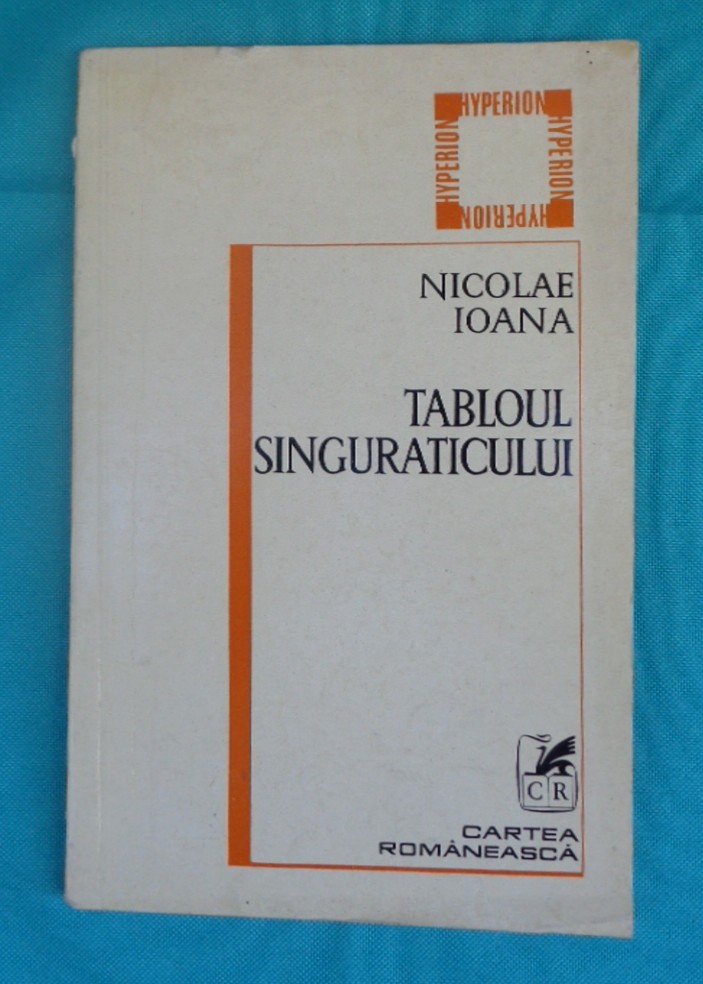 HYPERION
HYPERION
HYPERION
HYPERION
NICOLAE
IOANA
TABLOUL
SINGURATICULUI
CR
CARTEA
ROMÂNEASCĂ